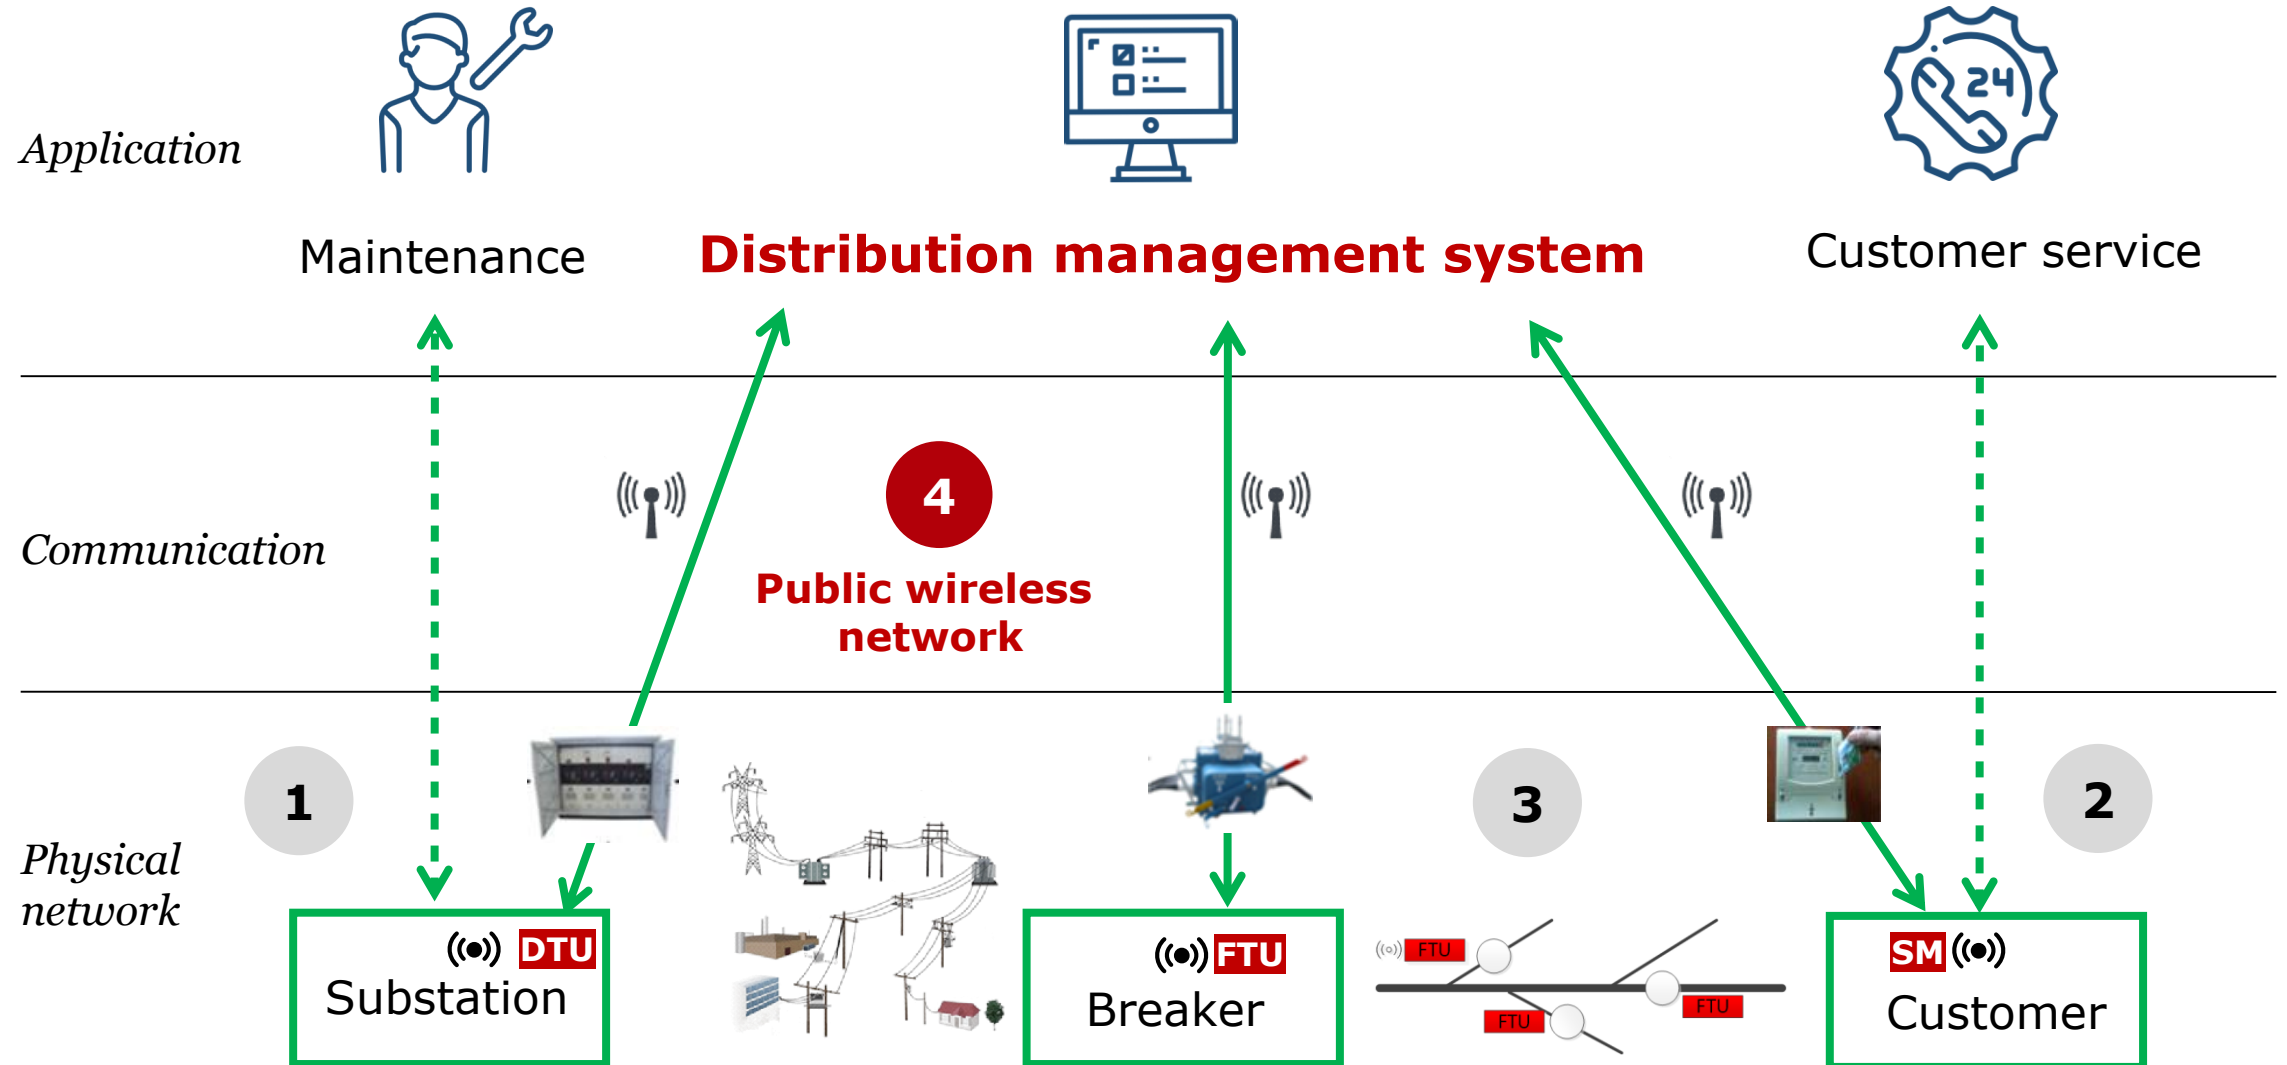 24
Application
Maintenance
Distribution management system
Customer service
4
Communication
Public wireless
network
1
3
2
Physical
network
DTU
Substation
FTU
Breaker
FTU
FTU
FTU
SM
Customer